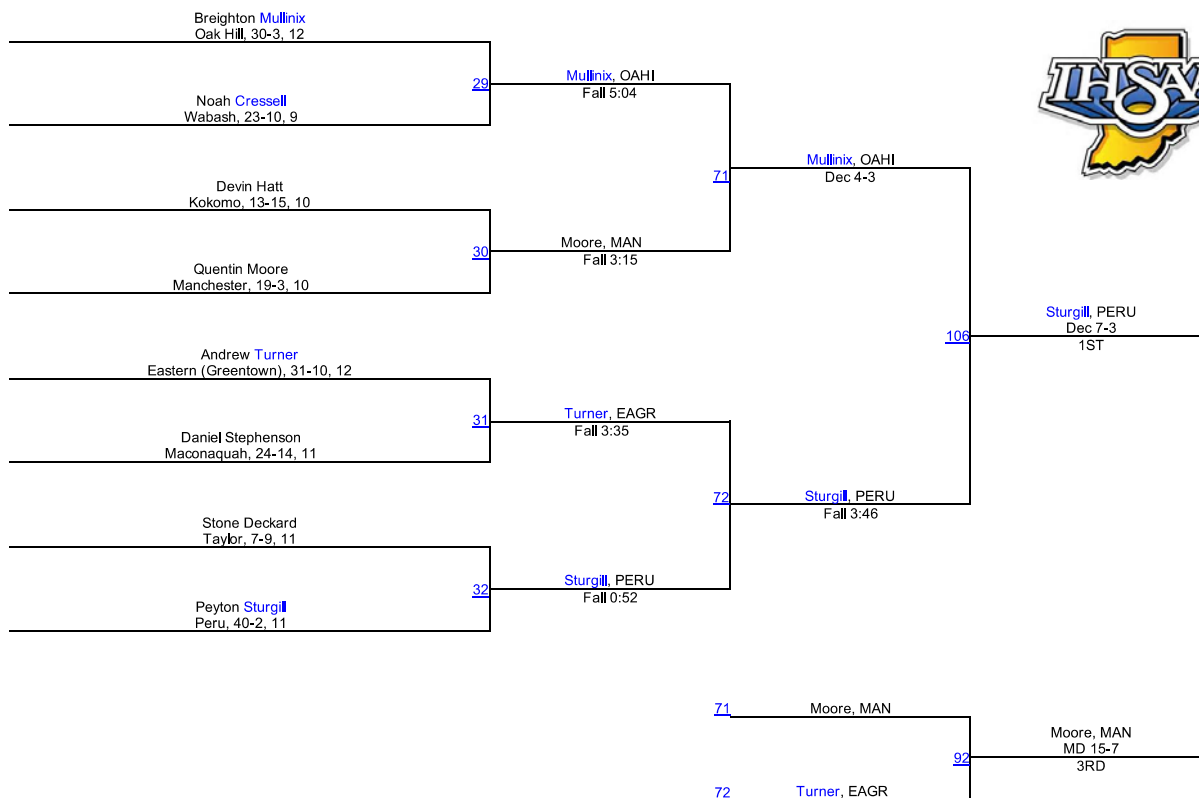 Breighton Mullinix
Oak Hill, 30-3, 12
29
Mullinix, OAHI
Fall 5:04
Noah Cressell
Wabash, 23-10, 9
IHSAA
71
Mullinix, OAHI
Dec 4-3
Devin Hatt
Kokomo, 13-15, 10
30
Moore, MAN
Fall 3:15
Quentin Moore
Manchester, 19-3, 10
106
Sturgill, PERU
Dec 7-3
1ST
Andrew Turner
Eastern (Greentown), 31-10, 12
31
Turner, EAGR
Fall 3:35
Daniel Stephenson
Maconaquah, 24-14, 11
72
Sturgill, PERU
Fall 3:46
Stone Deckard
Taylor, 7-9, 11
32
Sturgill, PERU
Fall 0:52
Peyton Sturgill
Peru, 40-2, 11
71
Moore, MAN
92
Moore, MAN
MD 15-7
3RD
72
Turner, EAGR